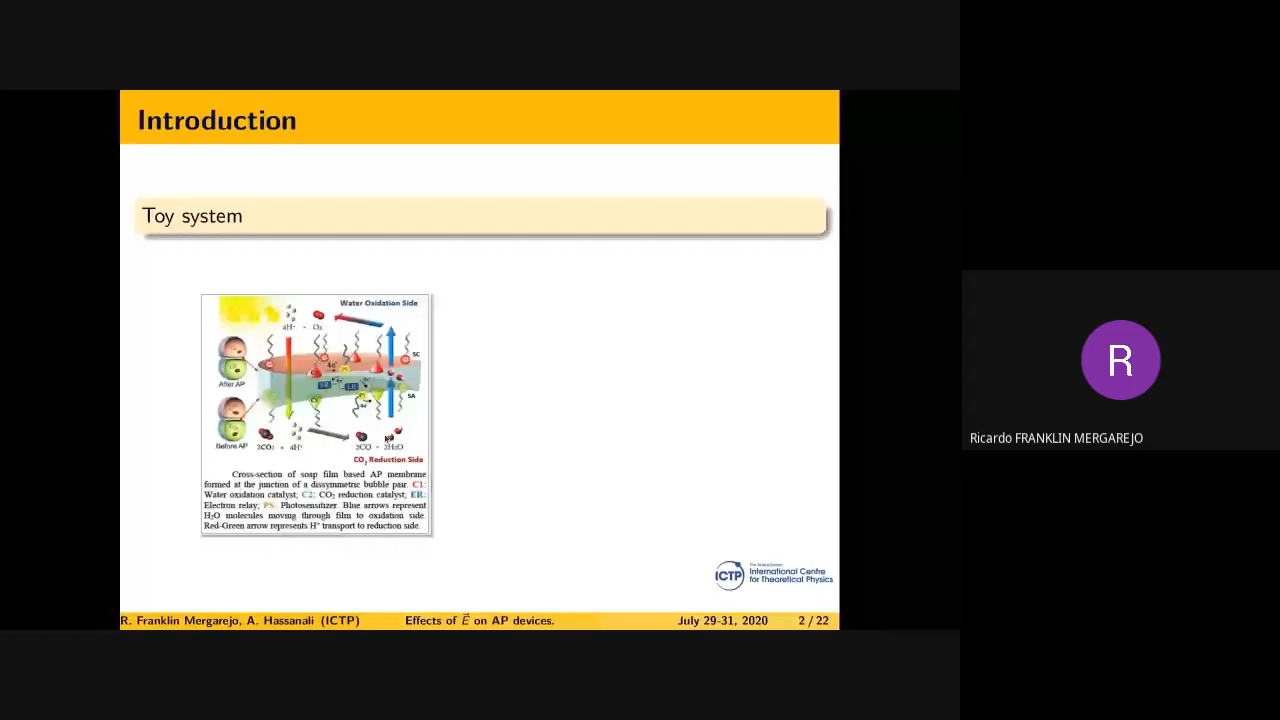 Introduction
Toy system
Water Oxidation Side
4H⁺ + O₂
SC
4e⁻
C1
PS
ER
ER
SA
After AP
Before AP
2CO₂ + 4H⁺
2CO + 2H₂O
CO₂ Reduction Side
Cross-section of soap film based AP membrane
formed at the junction of a dissymmetric bubble pair. C1:
Water oxidation catalyst; C2: CO₂ reduction catalyst; ER:
Electron relay; PS: Photosensitizer. Blue arrows represent
H₂O molecules moving through film to oxidation side.
Red-Green arrow represents H⁺ transport to reduction side.
R
Ricardo FRANKLIN MERGAREJO
ICTP
International Centre
for Theoretical Physics
R. Franklin Mergarejo, A. Hassanali (ICTP)
Effects of E⃗ on AP devices.
July 29-31, 2020
2 / 22